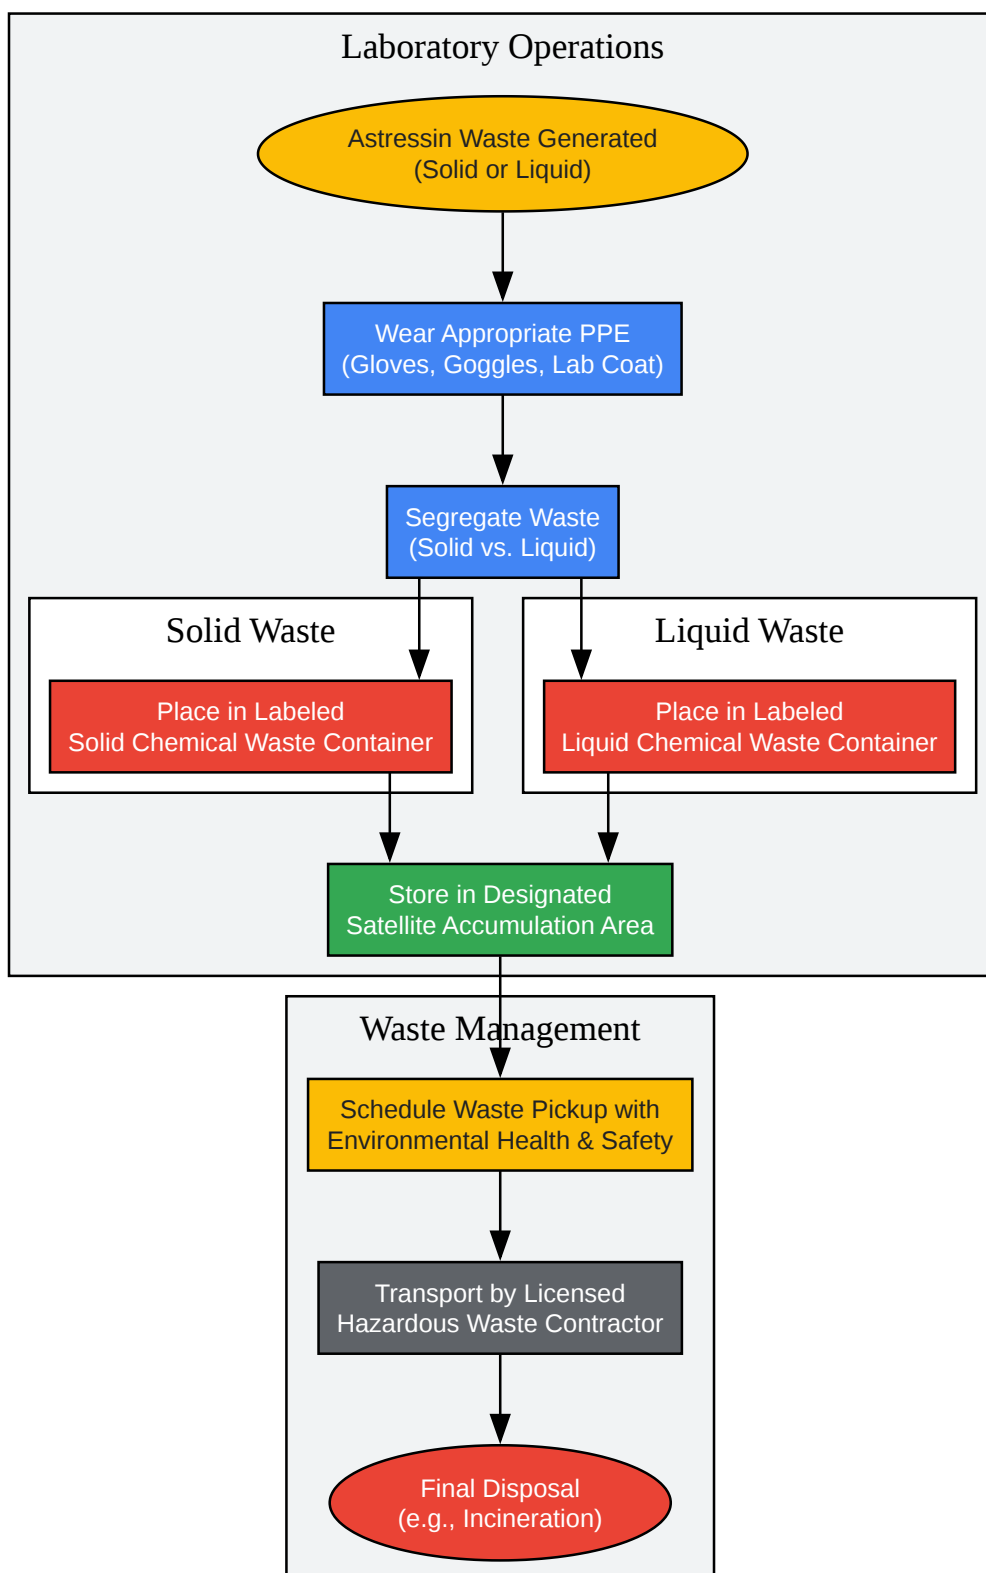 Laboratory Operations
Astressin Waste Generated
(Solid or Liquid)
Wear Appropriate PPE
(Gloves, Goggles, Lab Coat)
Segregate Waste
(Solid vs. Liquid)
Solid Waste
Place in Labeled
Solid Chemical Waste Container
Liquid Waste
Place in Labeled
Liquid Chemical Waste Container
Store in Designated
Satellite Accumulation Area
Waste Management
Schedule Waste Pickup with
Environmental Health & Safety
Transport by Licensed
Hazardous Waste Contractor
Final Disposal
(e.g., Incineration)